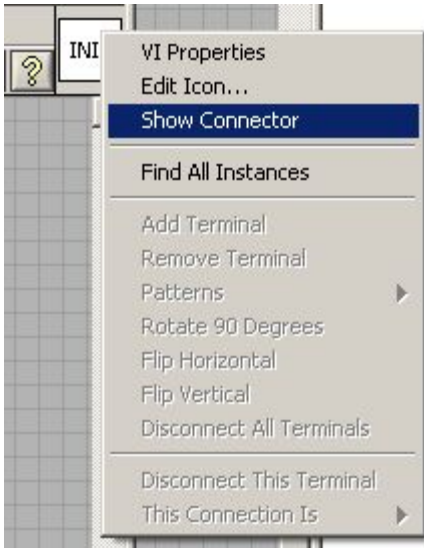 INI
?
VI Properties
Edit Icon...
Show Connector
Find All Instances
Add Terminal
Remove Terminal
Patterns
Rotate 90 Degrees
Flip Horizontal
Flip Vertical
Disconnect All Terminals
Disconnect This Terminal
This Connection Is